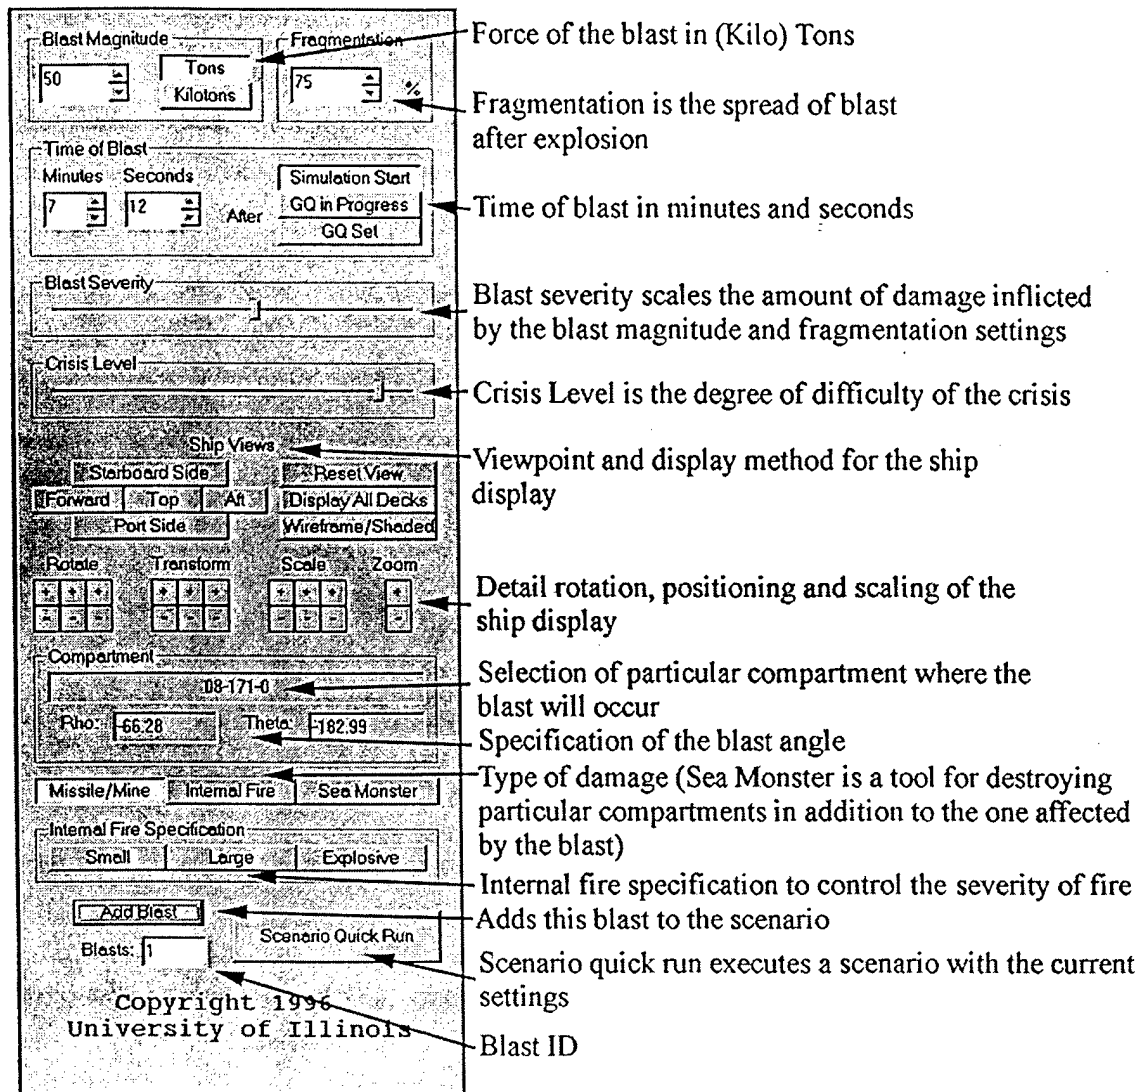 Blast Magnitude
Fragmentation
Force of the blast in (Kilo) Tons
50
Tons
Kilotons
75
%
Fragmentation is the spread of blast
after explosion
Time of Blast
Minutes Seconds
7
12
After
Simulation Start
GQ in Progress
GQ Set
Time of blast in minutes and seconds
Blast Severity
Blast severity scales the amount of damage inflicted
by the blast magnitude and fragmentation settings
Crisis Level
Crisis Level is the degree of difficulty of the crisis
Ship Views
Viewpoint and display method for the ship
display
Starboard Side
Reset View
Forward Top Aft
Display All Decks
Port Side
Wireframe/Shaded
Rotate Transform Scale Zoom
+ + + + + + + + + +
- - - - - - - - - -
Detail rotation, positioning and scaling of the
ship display
Compartment
08-171-0
Selection of particular compartment where the
blast will occur
Rho: -66.28 Theta: -182.99
Specification of the blast angle
Missile/Mine Internal Fire Sea Monster
Type of damage (Sea Monster is a tool for destroying
particular compartments in addition to the one affected
by the blast)
Internal Fire Specification
Small Large Explosive
Internal fire specification to control the severity of fire
Add Blast
Adds this blast to the scenario
Blasts: 1
Scenario Quick Run
Scenario quick run executes a scenario with the current
settings
Copyright 1996
University of Illinois
Blast ID